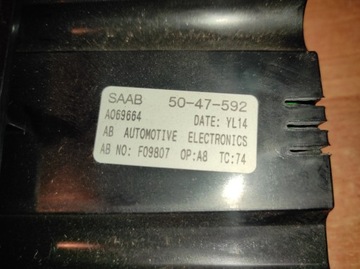 SAAB 50-47-592
A069664 DATE: YL14
AB AUTOMOTIVE ELECTRONICS
AB NO: F09807 OP:A8 TC:74